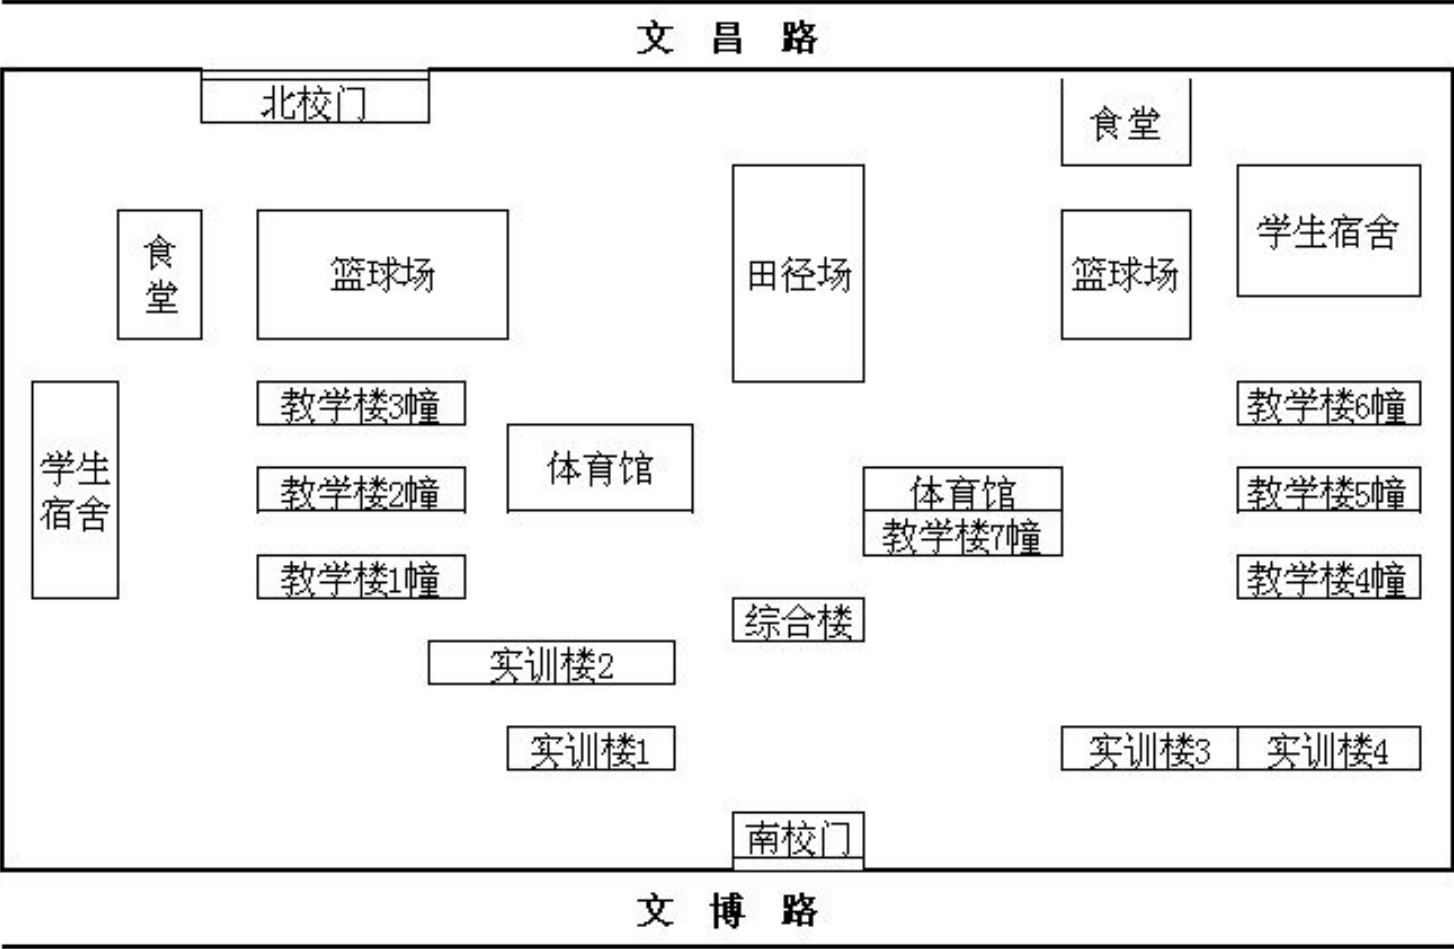 文昌路
北校门
食堂
学生宿舍
食
堂
篮球场
田径场
篮球场
教学楼3幢
教学楼6幢
学生
宿舍
体育馆
教学楼2幢
体育馆
教学楼5幢
教学楼7幢
教学楼1幢
教学楼4幢
综合楼
实训楼2
实训楼1
实训楼3
实训楼4
南校门
文博路